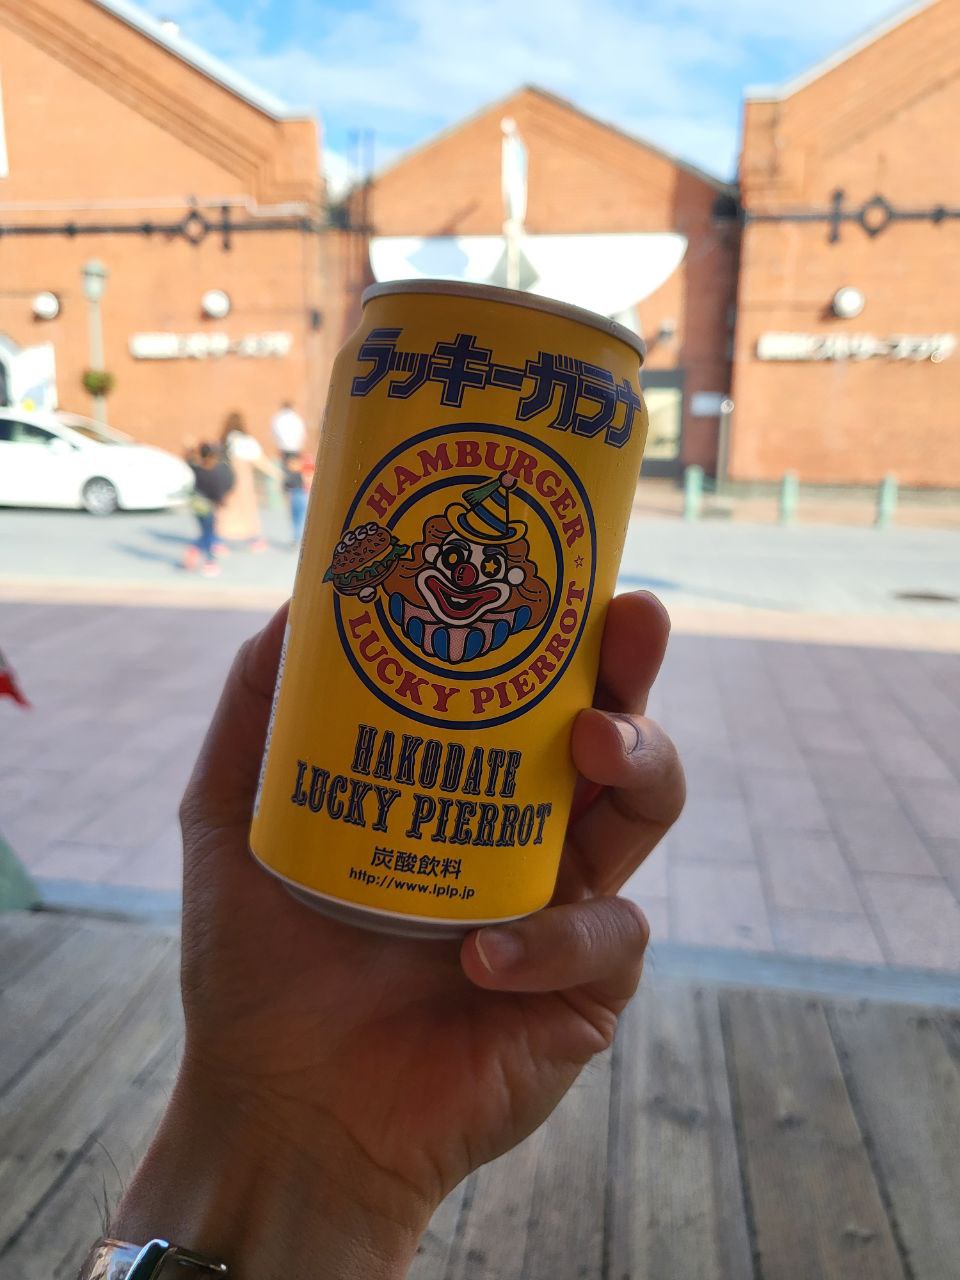 ラッキーガラナ
HAMBURGER ☆
LUCKY PIERROT
HAKODATE
LUCKY PIERROT
炭酸飲料
http://www.lplp.jp